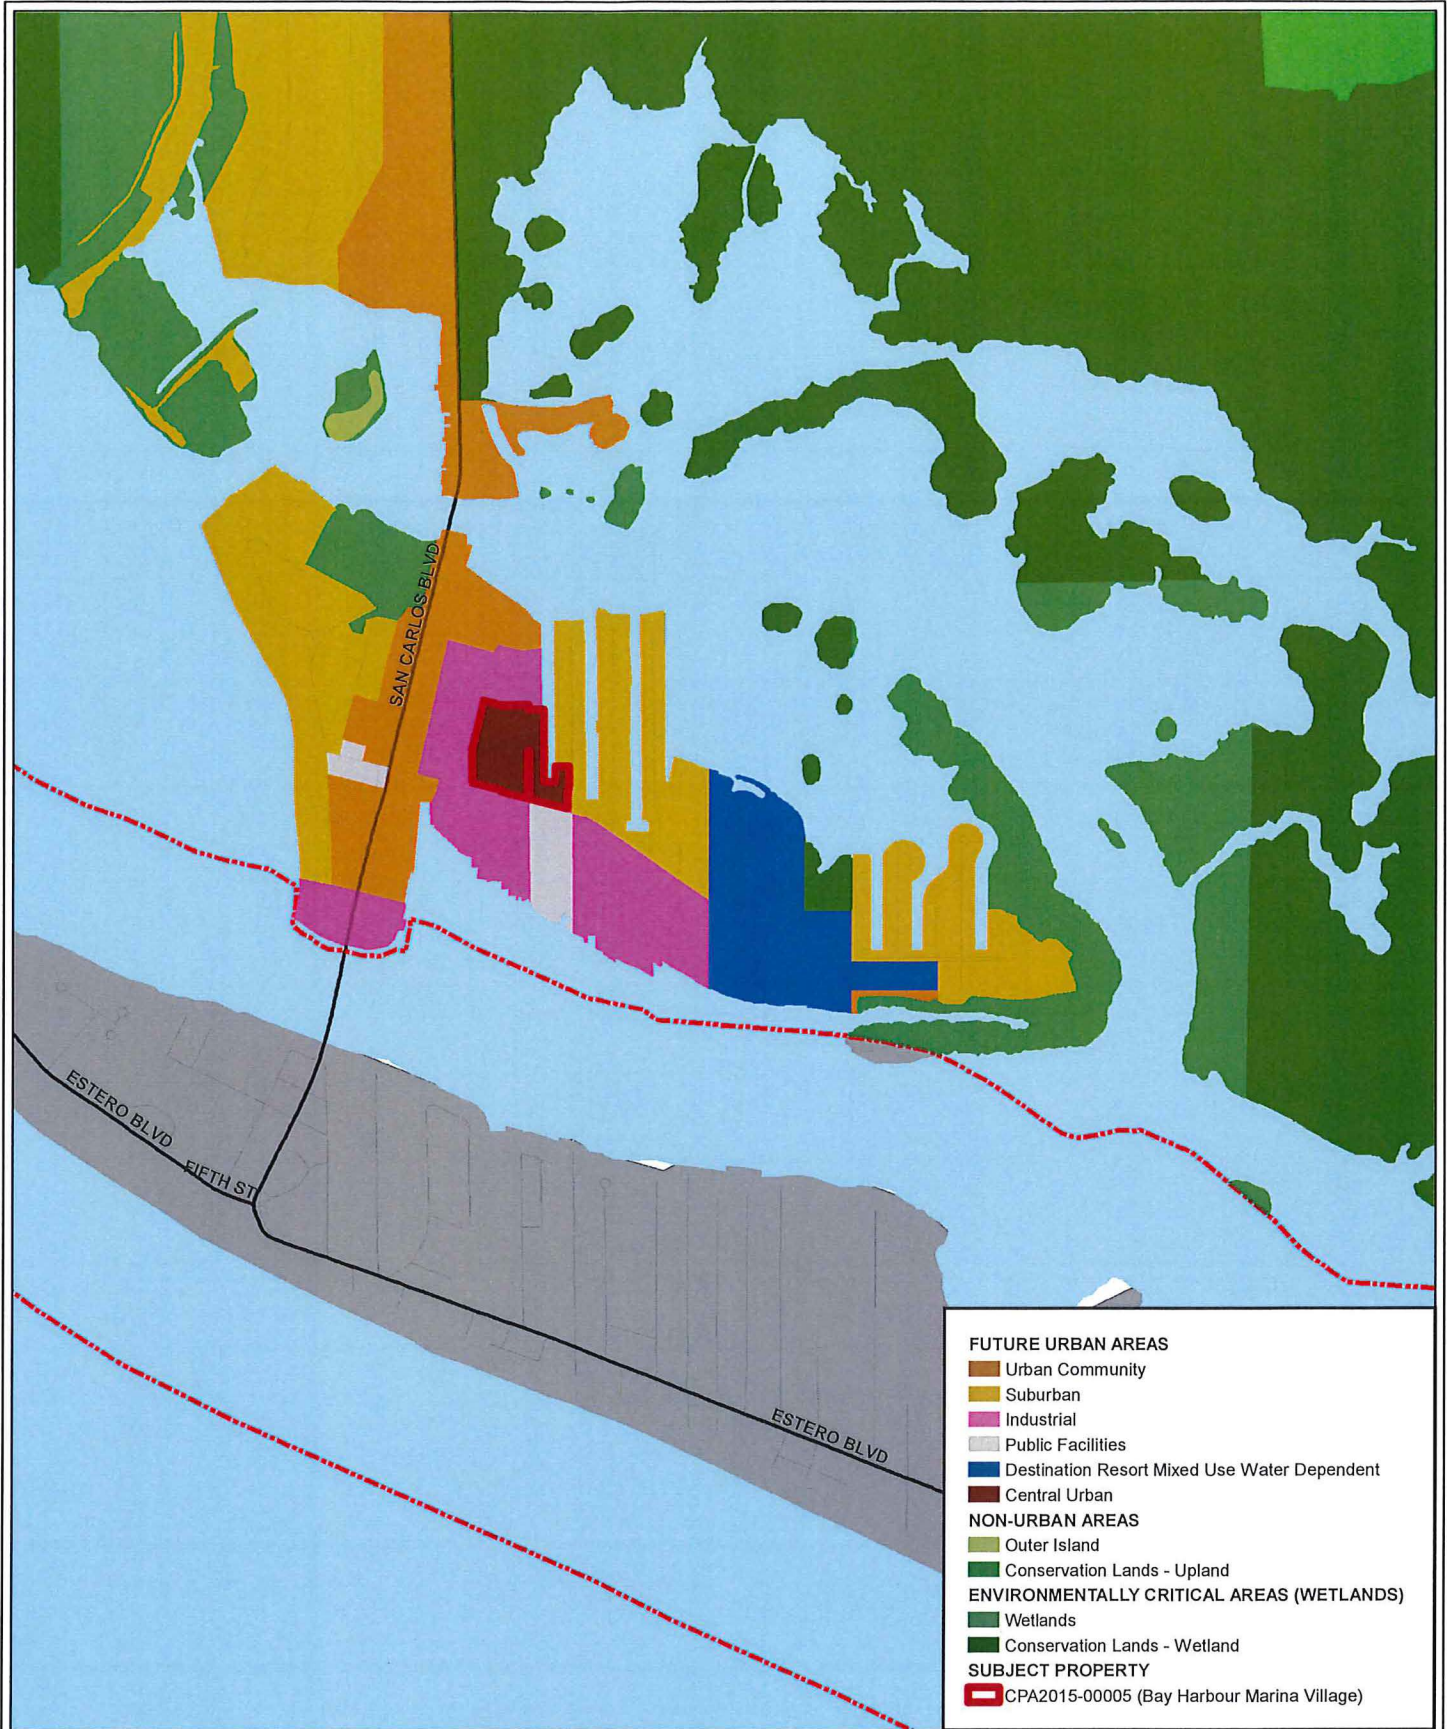 SAN CARLOS BLVD
ESTERO BLVD
FIFTH ST
ESTERO BLVD
FUTURE URBAN AREAS
Urban Community
Suburban
Industrial
Public Facilities
Destination Resort Mixed Use Water Dependent
Central Urban
NON-URBAN AREAS
Outer Island
Conservation Lands - Upland
ENVIRONMENTALLY CRITICAL AREAS (WETLANDS)
Wetlands
Conservation Lands - Wetland
SUBJECT PROPERTY
CPA2015-00005 (Bay Harbour Marina Village)